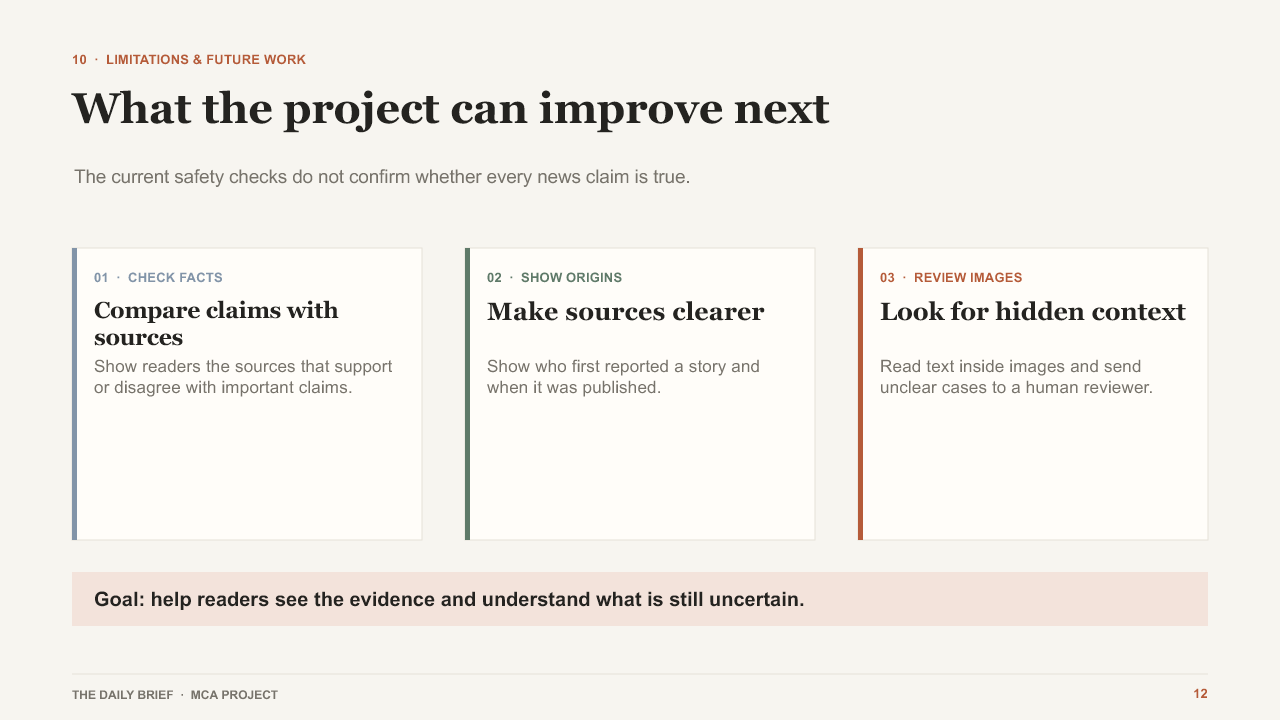 10 · LIMITATIONS & FUTURE WORK
What the project can improve next
The current safety checks do not confirm whether every news claim is true.
01 · CHECK FACTS
Compare claims with
sources
Show readers the sources that support
or disagree with important claims.
02 · SHOW ORIGINS
Make sources clearer
Show who first reported a story and
when it was published.
03 · REVIEW IMAGES
Look for hidden context
Read text inside images and send
unclear cases to a human reviewer.
Goal: help readers see the evidence and understand what is still uncertain.
THE DAILY BRIEF · MCA PROJECT
12